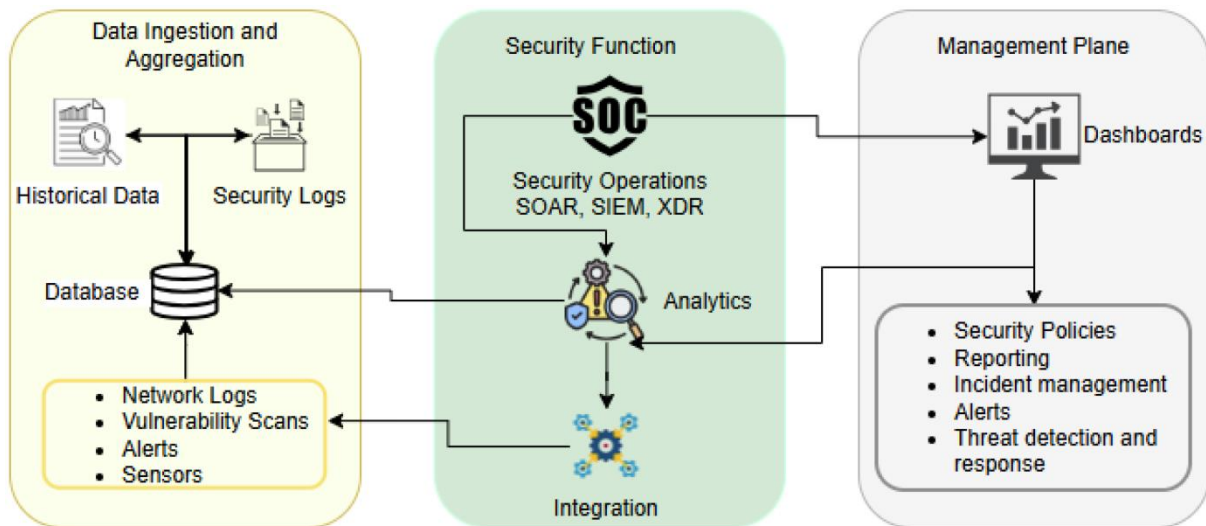 Data Ingestion and
Aggregation
Historical Data
Security Logs
Database
• Network Logs
• Vulnerability Scans
• Alerts
• Sensors
Security Function
SOC
Security Operations
SOAR, SIEM, XDR
Analytics
Integration
Management Plane
Dashboards
• Security Policies
• Reporting
• Incident management
• Alerts
• Threat detection and
response